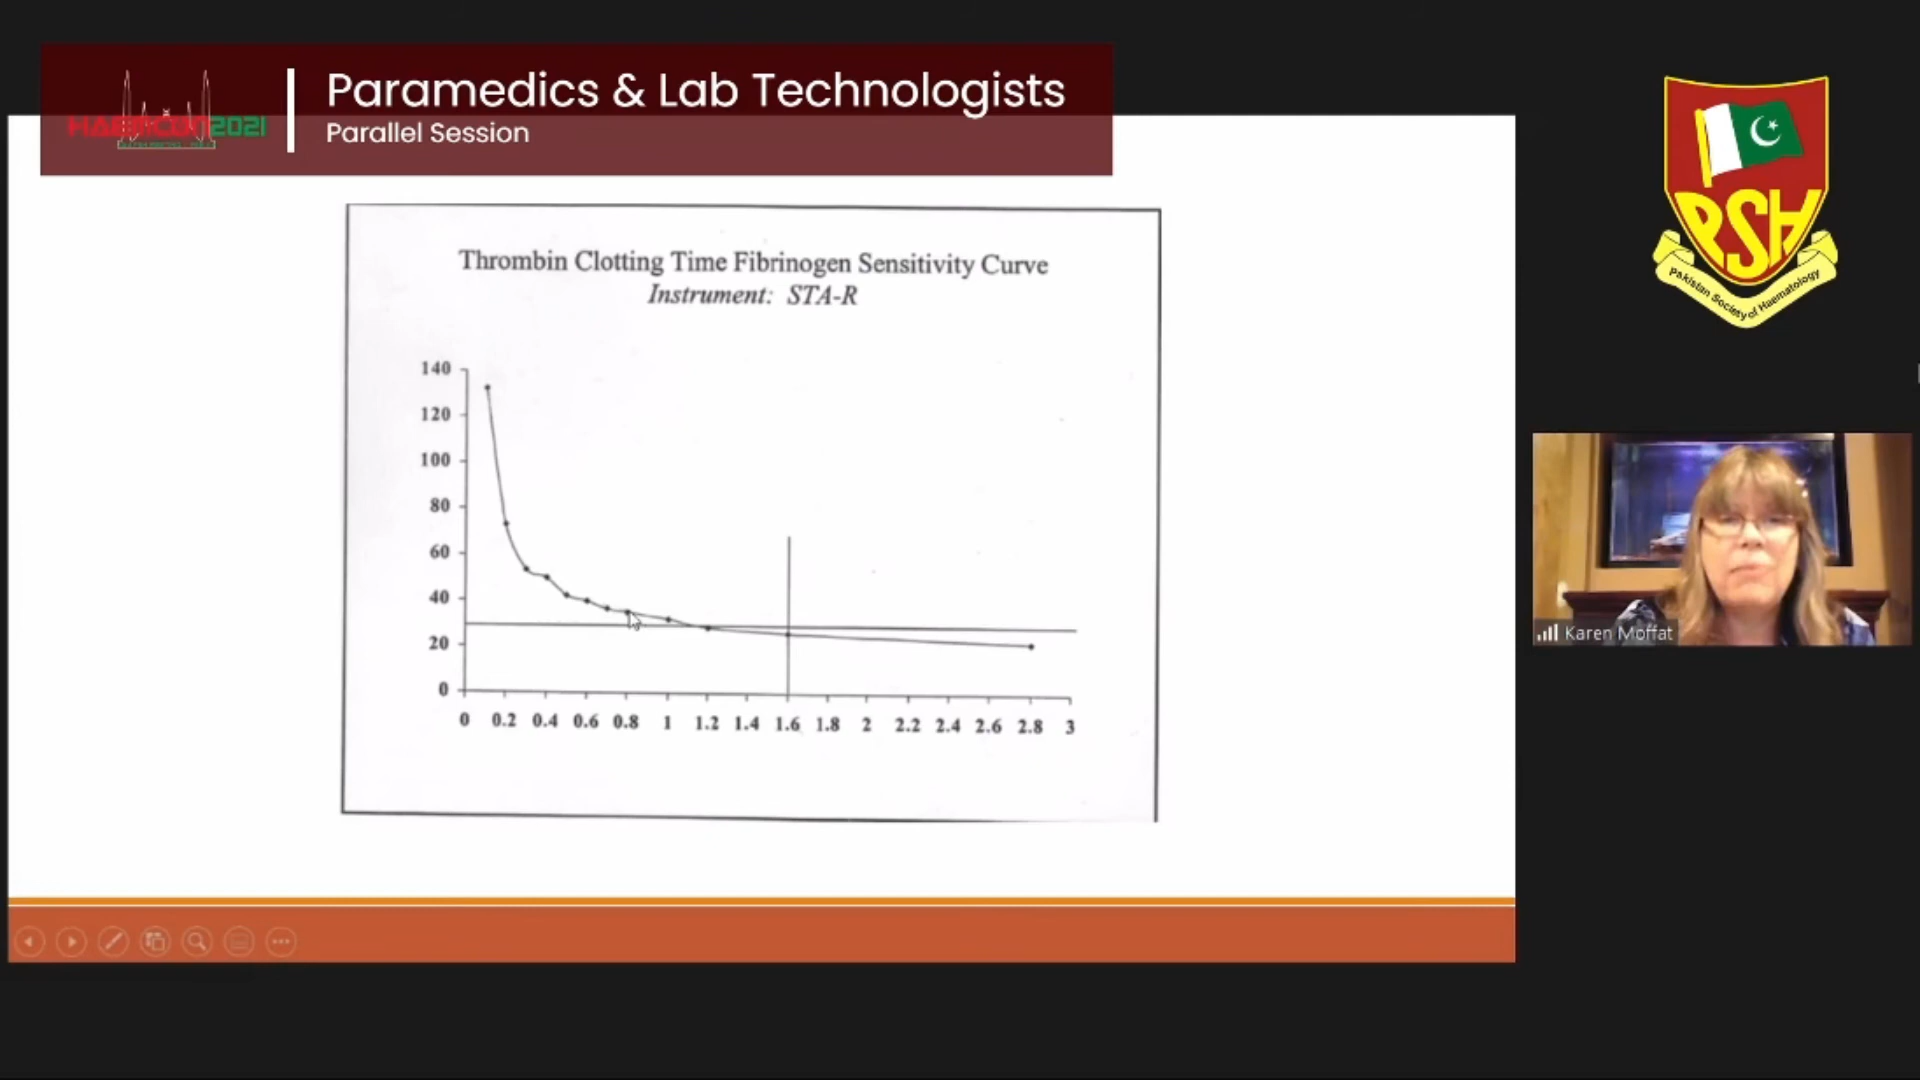 Paramedics & Lab Technologists
Parallel Session
HAEMCON2021
PSH
Pakistan Society of Haematology
Thrombin Clotting Time Fibrinogen Sensitivity Curve
Instrument: STA-R
140
120
100
80
60
40
20
0
0 0.2 0.4 0.6 0.8 1 1.2 1.4 1.6 1.8 2 2.2 2.4 2.6 2.8 3
Karen Moffat